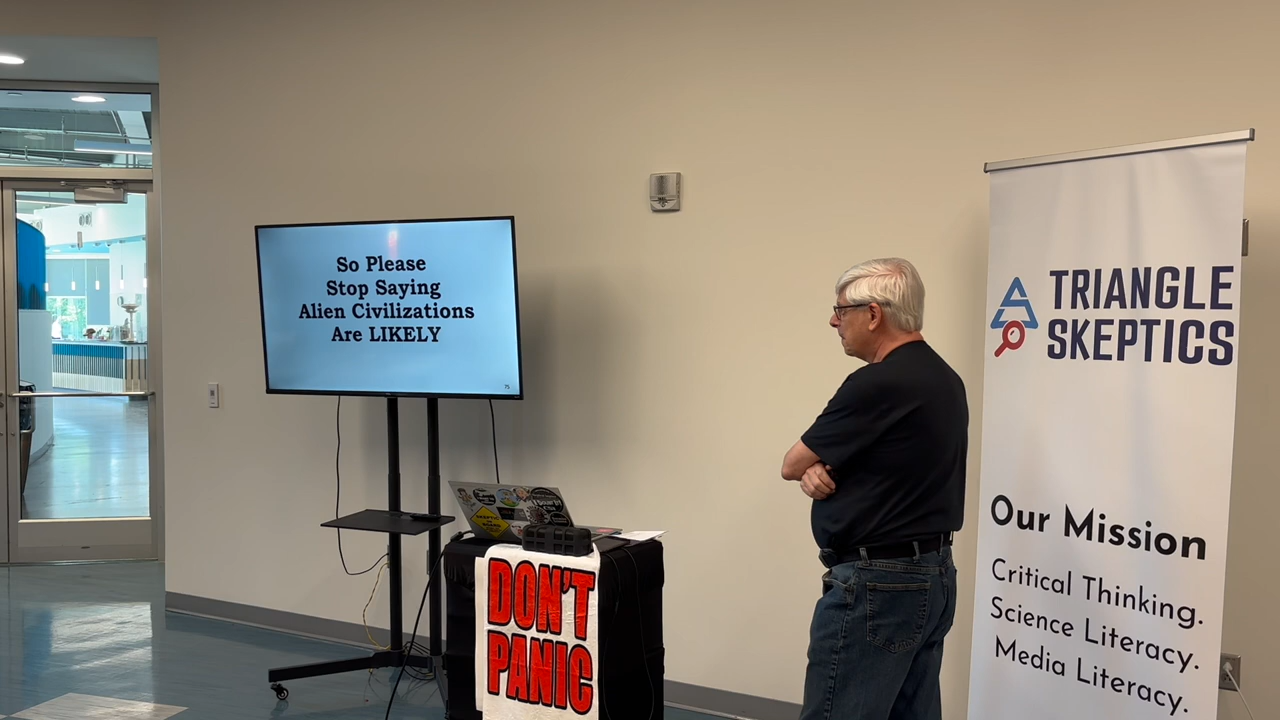 So Please
Stop Saying
Alien Civilizations
Are LIKELY
75
DON'T
PANIC
TRIANGLE
SKEPTICS
Our Mission
Critical Thinking.
Science Literacy.
Media Literacy.